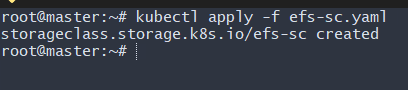 root@master:~# kubectl apply -f efs-sc.yaml
storageclass.storage.k8s.io/efs-sc created
root@master:~#